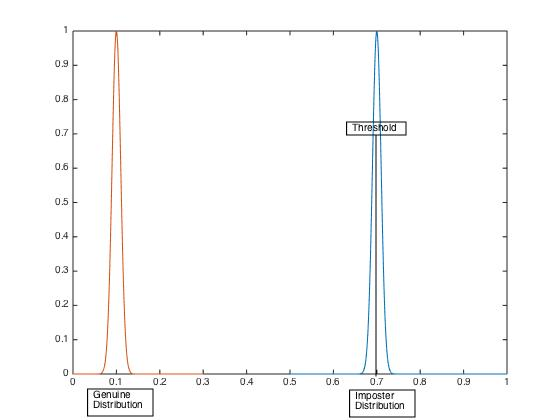 1
0.9
0.8
0.7
0.6
0.5
0.4
0.3
0.2
0.1
0
Threshold
0 0.1 0.2 0.3 0.4 0.5 0.6 0.7 0.8 0.9 1
Genuine
Distribution
Imposter
Distribution